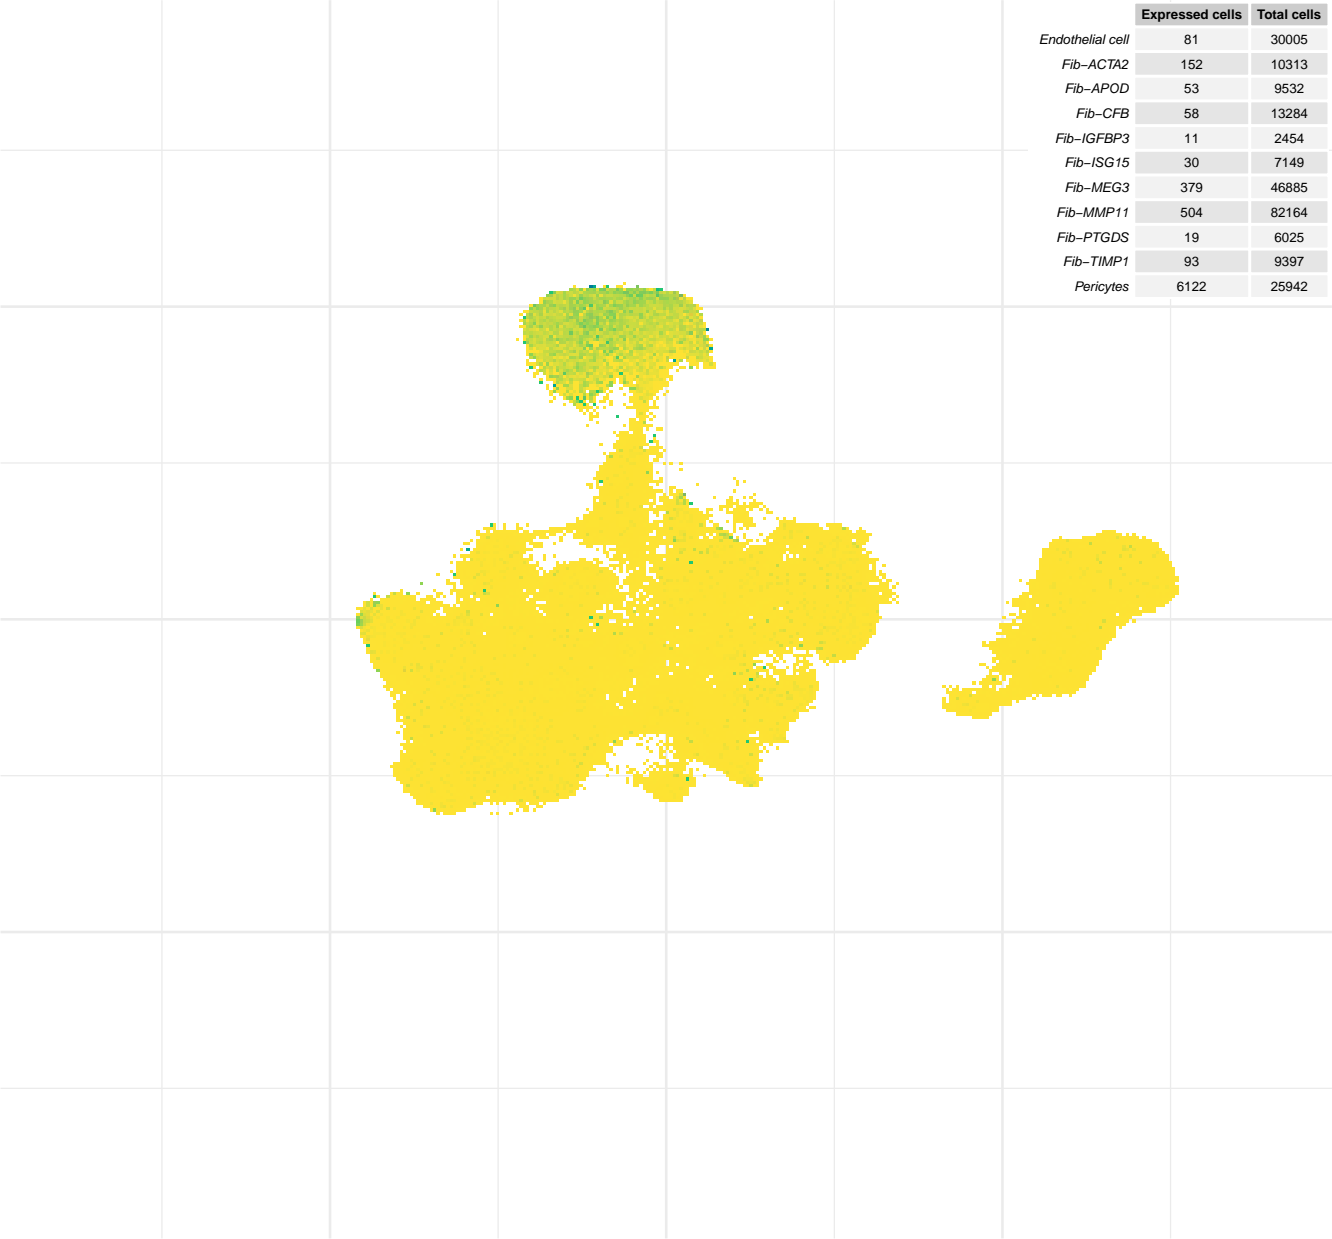 Expressed cells Total cells
Endothelial cell 81 30005
Fib−ACTA2 152 10313
Fib−APOD 53 9532
Fib−CFB 58 13284
Fib−IGFBP3 11 2454
Fib−ISG15 30 7149
Fib−MEG3 379 46885
Fib−MMP11 504 82164
Fib−PTGDS 19 6025
Fib−TIMP1 93 9397
Pericytes 6122 25942